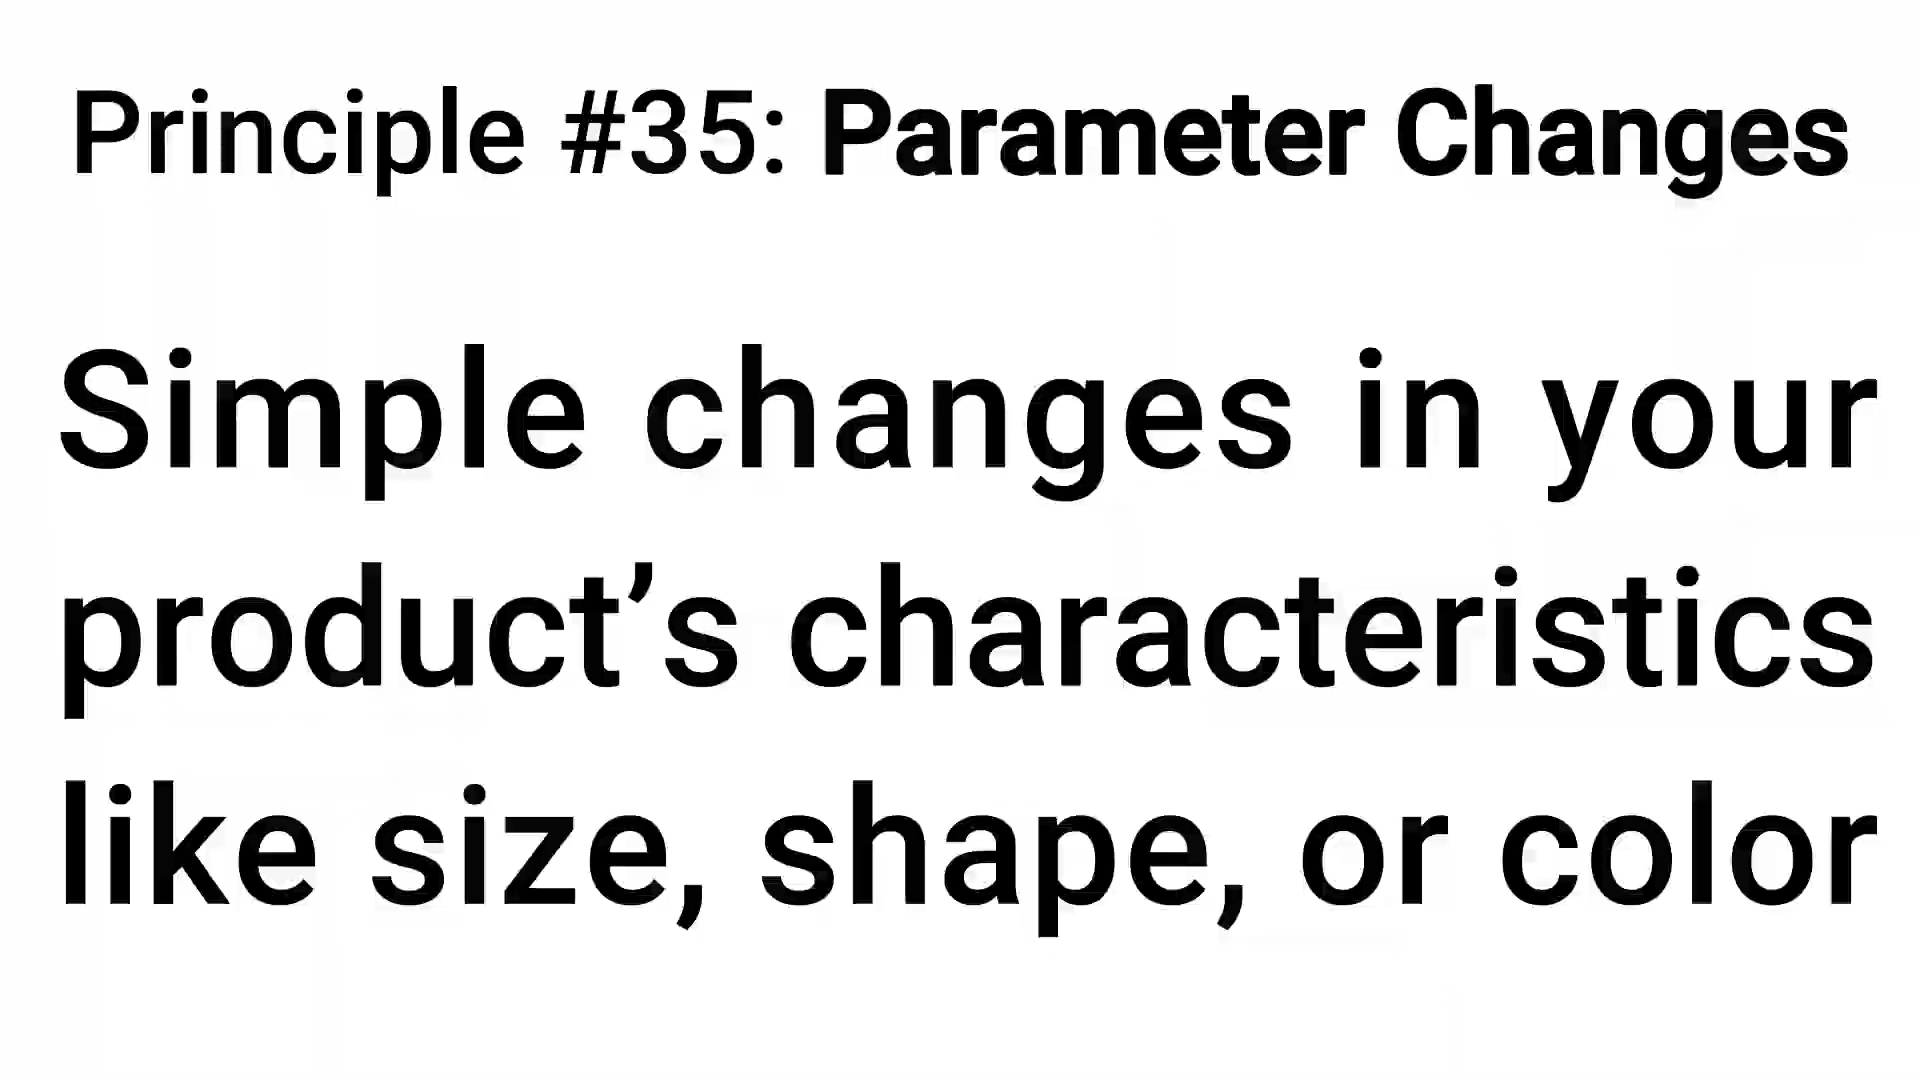 Principle #35: Parameter Changes
Simple changes in your
product’s characteristics
like size, shape, or color